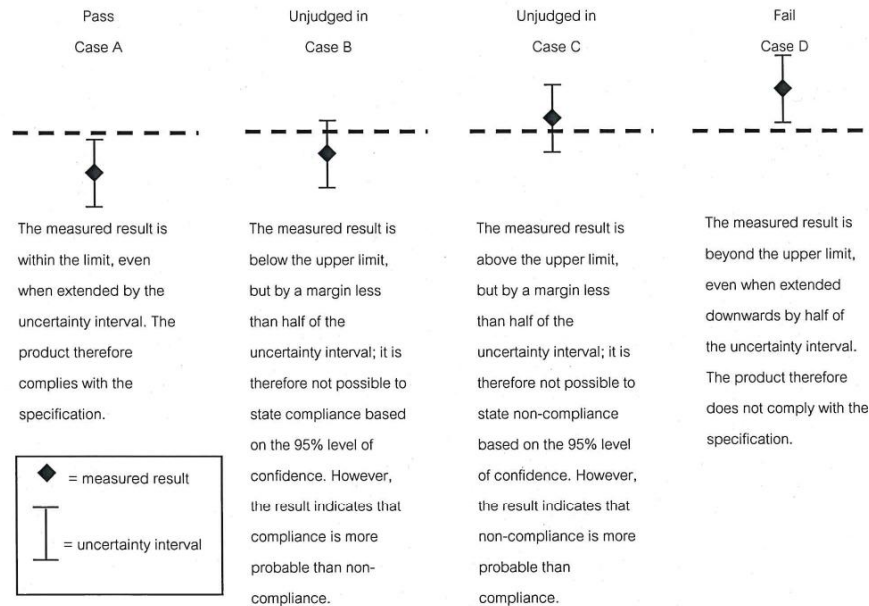 Pass
Case A
Unjudged in
Case B
Unjudged in
Case C
Fail
Case D
The measured result is
within the limit, even
when extended by the
uncertainty interval. The
product therefore
complies with the
specification.
The measured result is
below the upper limit,
but by a margin less
than half of the
uncertainty interval; it is
therefore not possible to
state compliance based
on the 95% level of
confidence. However,
the result indicates that
compliance is more
probable than non-
compliance.
The measured result is
above the upper limit,
but by a margin less
than half of the
uncertainty interval; it is
therefore not possible to
state non-compliance
based on the 95% level
of confidence. However,
the result indicates that
non-compliance is more
probable than
compliance.
The measured result is
beyond the upper limit,
even when extended
downwards by half of
the uncertainty interval.
The product therefore
does not comply with the
specification.
= measured result
= uncertainty interval